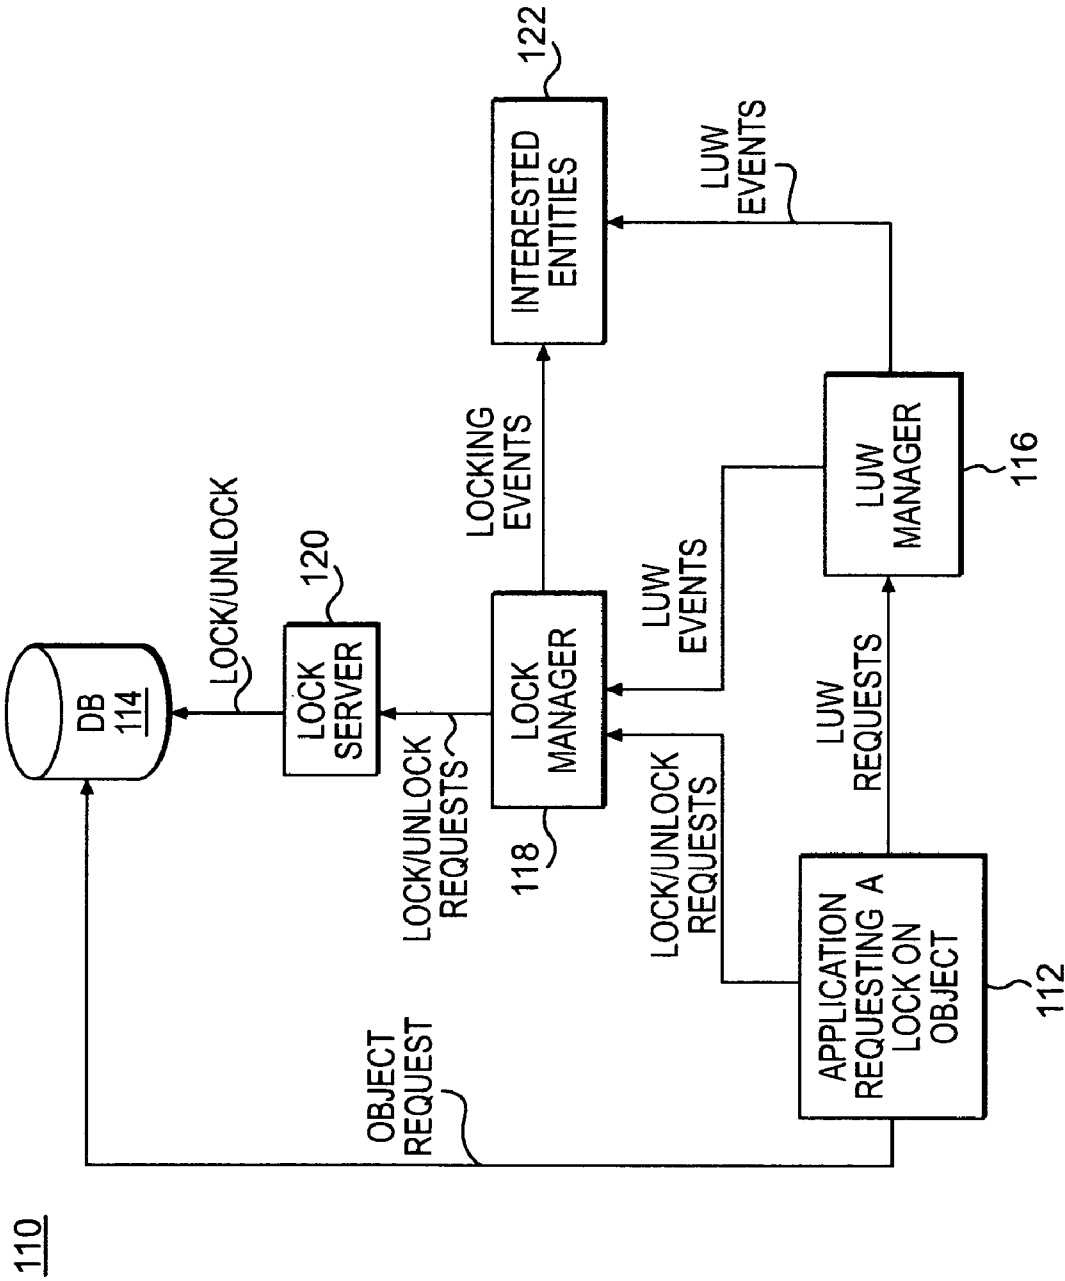 110
OBJECT
REQUEST
APPLICATION
REQUESTING A
LOCK ON
OBJECT
112
LOCK/UNLOCK
REQUESTS
LUW
REQUESTS
118
LOCK
MANAGER
LOCK/UNLOCK
REQUESTS
LOCK
SERVER
120
DB
114
LOCK/UNLOCK
LUW
EVENTS
LUW
MANAGER
116
LOCKING
EVENTS
INTERESTED
ENTITIES
122
LUW
EVENTS